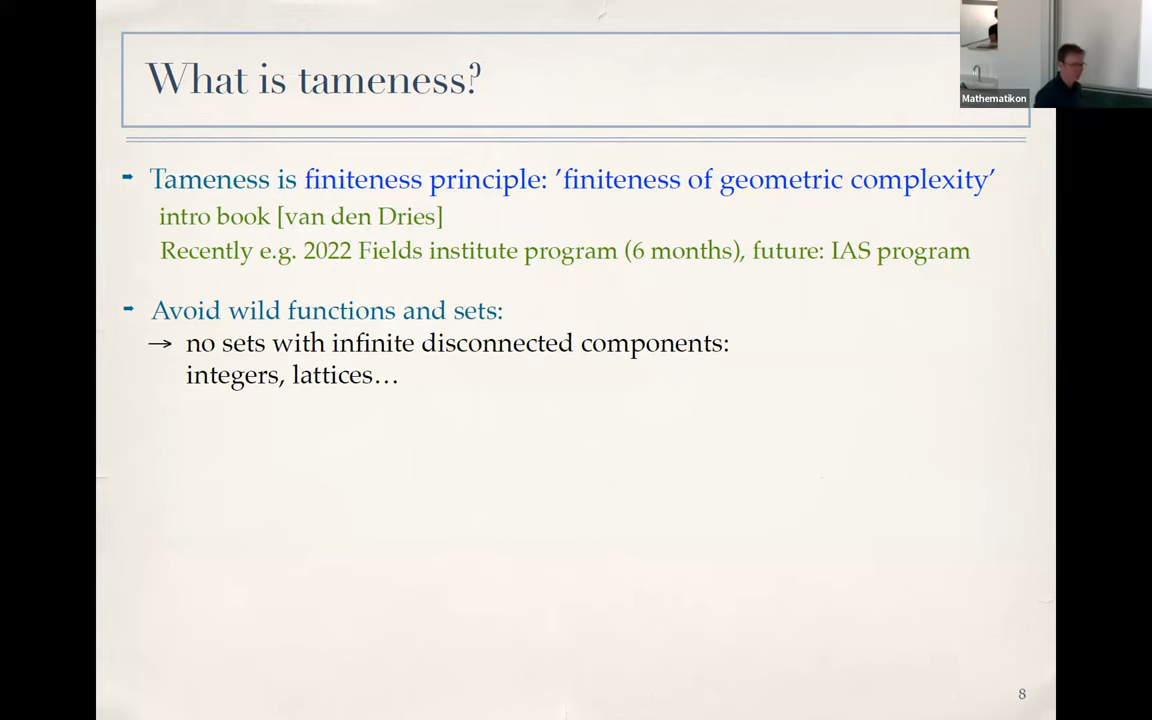 What is tameness?
Mathematikon
➡ Tameness is finiteness principle: ’finiteness of geometric complexity’
intro book [van den Dries]
Recently e.g. 2022 Fields institute program (6 months), future: IAS program
➡ Avoid wild functions and sets:
→ no sets with infinite disconnected components:
integers, lattices…
8